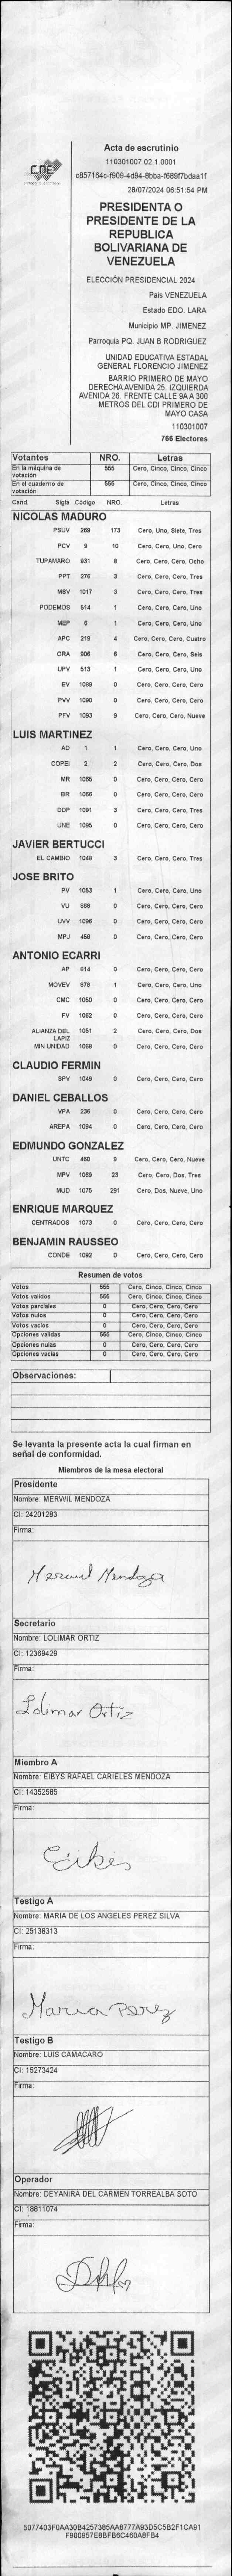 CNE
Acta de escrutinio
110301007.02.1.0001
c857164c-f909-4d94-8bba-f689f7bdaa1f
28/07/2024 06:51:54 PM
PRESIDENTA O
PRESIDENTE DE LA
REPUBLICA
BOLIVARIANA DE
VENEZUELA
ELECCIÓN PRESIDENCIAL 2024
Pais VENEZUELA
Estado EDO. LARA
Municipio MP. JIMENEZ
Parroquia PQ. JUAN B RODRIGUEZ
UNIDAD EDUCATIVA ESTADAL
GENERAL FLORENCIO JIMENEZ
BARRIO PRIMERO DE MAYO
DERECHA AVENIDA 25. IZQUIERDA
AVENIDA 26. FRENTE CALLE 9A A 300
METROS DEL CDI PRIMERO DE
MAYO CASA
110301007
766 Electores
Votantes NRO. Letras
En la máquina de votación 555 Cero, Cinco, Cinco, Cinco
En el cuaderno de votación 555 Cero, Cinco, Cinco, Cinco
Cand. Sigla Código NRO. Letras
NICOLAS MADURO
PSUV 269 173 Cero, Uno, Siete, Tres
PCV 9 10 Cero, Cero, Uno, Cero
TUPAMARO 931 8 Cero, Cero, Cero, Ocho
PPT 276 3 Cero, Cero, Cero, Tres
MSV 1017 3 Cero, Cero, Cero, Tres
PODEMOS 514 1 Cero, Cero, Cero, Uno
MEP 6 1 Cero, Cero, Cero, Uno
APC 219 4 Cero, Cero, Cero, Cuatro
ORA 906 6 Cero, Cero, Cero, Seis
UPV 513 1 Cero, Cero, Cero, Uno
EV 1089 0 Cero, Cero, Cero, Cero
PVV 1090 0 Cero, Cero, Cero, Cero
PFV 1093 9 Cero, Cero, Cero, Nueve
LUIS MARTINEZ
AD 1 1 Cero, Cero, Cero, Uno
COPEI 2 2 Cero, Cero, Cero, Dos
MR 1065 0 Cero, Cero, Cero, Cero
BR 1066 0 Cero, Cero, Cero, Cero
DDP 1091 3 Cero, Cero, Cero, Tres
UNE 1095 0 Cero, Cero, Cero, Cero
JAVIER BERTUCCI
EL CAMBIO 1048 3 Cero, Cero, Cero, Tres
JOSE BRITO
PV 1053 1 Cero, Cero, Cero, Uno
VU 868 0 Cero, Cero, Cero, Cero
UVV 1096 0 Cero, Cero, Cero, Cero
MPJ 459 0 Cero, Cero, Cero, Cero
ANTONIO ECARRI
AP 814 0 Cero, Cero, Cero, Cero
MOVEV 878 1 Cero, Cero, Cero, Uno
CMC 1050 0 Cero, Cero, Cero, Cero
FV 1062 0 Cero, Cero, Cero, Cero
ALIANZA DEL LAPIZ 1051 2 Cero, Cero, Cero, Dos
MIN UNIDAD 1068 0 Cero, Cero, Cero, Cero
CLAUDIO FERMIN
SPV 1049 0 Cero, Cero, Cero, Cero
DANIEL CEBALLOS
VPA 236 0 Cero, Cero, Cero, Cero
AREPA 1094 0 Cero, Cero, Cero, Cero
EDMUNDO GONZALEZ
UNTC 460 9 Cero, Cero, Cero, Nueve
MPV 1069 23 Cero, Cero, Dos, Tres
MUD 1075 291 Cero, Dos, Nueve, Uno
ENRIQUE MARQUEZ
CENTRADOS 1073 0 Cero, Cero, Cero, Cero
BENJAMIN RAUSSEO
CONDE 1092 0 Cero, Cero, Cero, Cero
Resumen de votos
Votos 555 Cero, Cinco, Cinco, Cinco
Votos validos 555 Cero, Cinco, Cinco, Cinco
Votos parciales 0 Cero, Cero, Cero, Cero
Votos nulos 0 Cero, Cero, Cero, Cero
Votos vacios 0 Cero, Cero, Cero, Cero
Opciones validas 555 Cero, Cinco, Cinco, Cinco
Opciones nulas 0 Cero, Cero, Cero, Cero
Opciones vacias 0 Cero, Cero, Cero, Cero
Observaciones:
Se levanta la presente acta la cual firman en
señal de conformidad.
Miembros de la mesa electoral
Presidente
Nombre: MERWIL MENDOZA
CI: 24201283
Firma:
Merwil Mendoza
Secretario
Nombre: LOLIMAR ORTIZ
CI: 12369429
Firma:
Lolimar Ortiz
Miembro A
Nombre: EIBYS RAFAEL CARIELES MENDOZA
CI: 14352565
Firma:
Eibis
Testigo A
Nombre: MARIA DE LOS ANGELES PEREZ SILVA
CI: 25138313
Firma:
Maria Perez
Testigo B
Nombre: LUIS CAMACARO
CI: 15273424
Firma:
Operador
Nombre: DEYANIRA DEL CARMEN TORREALBA SOTO
CI: 18811074
Firma:
5077403F0AA30B4257385AA8777A93D5C5B2F1CA91
F900957E8BFB6C460A8FB4